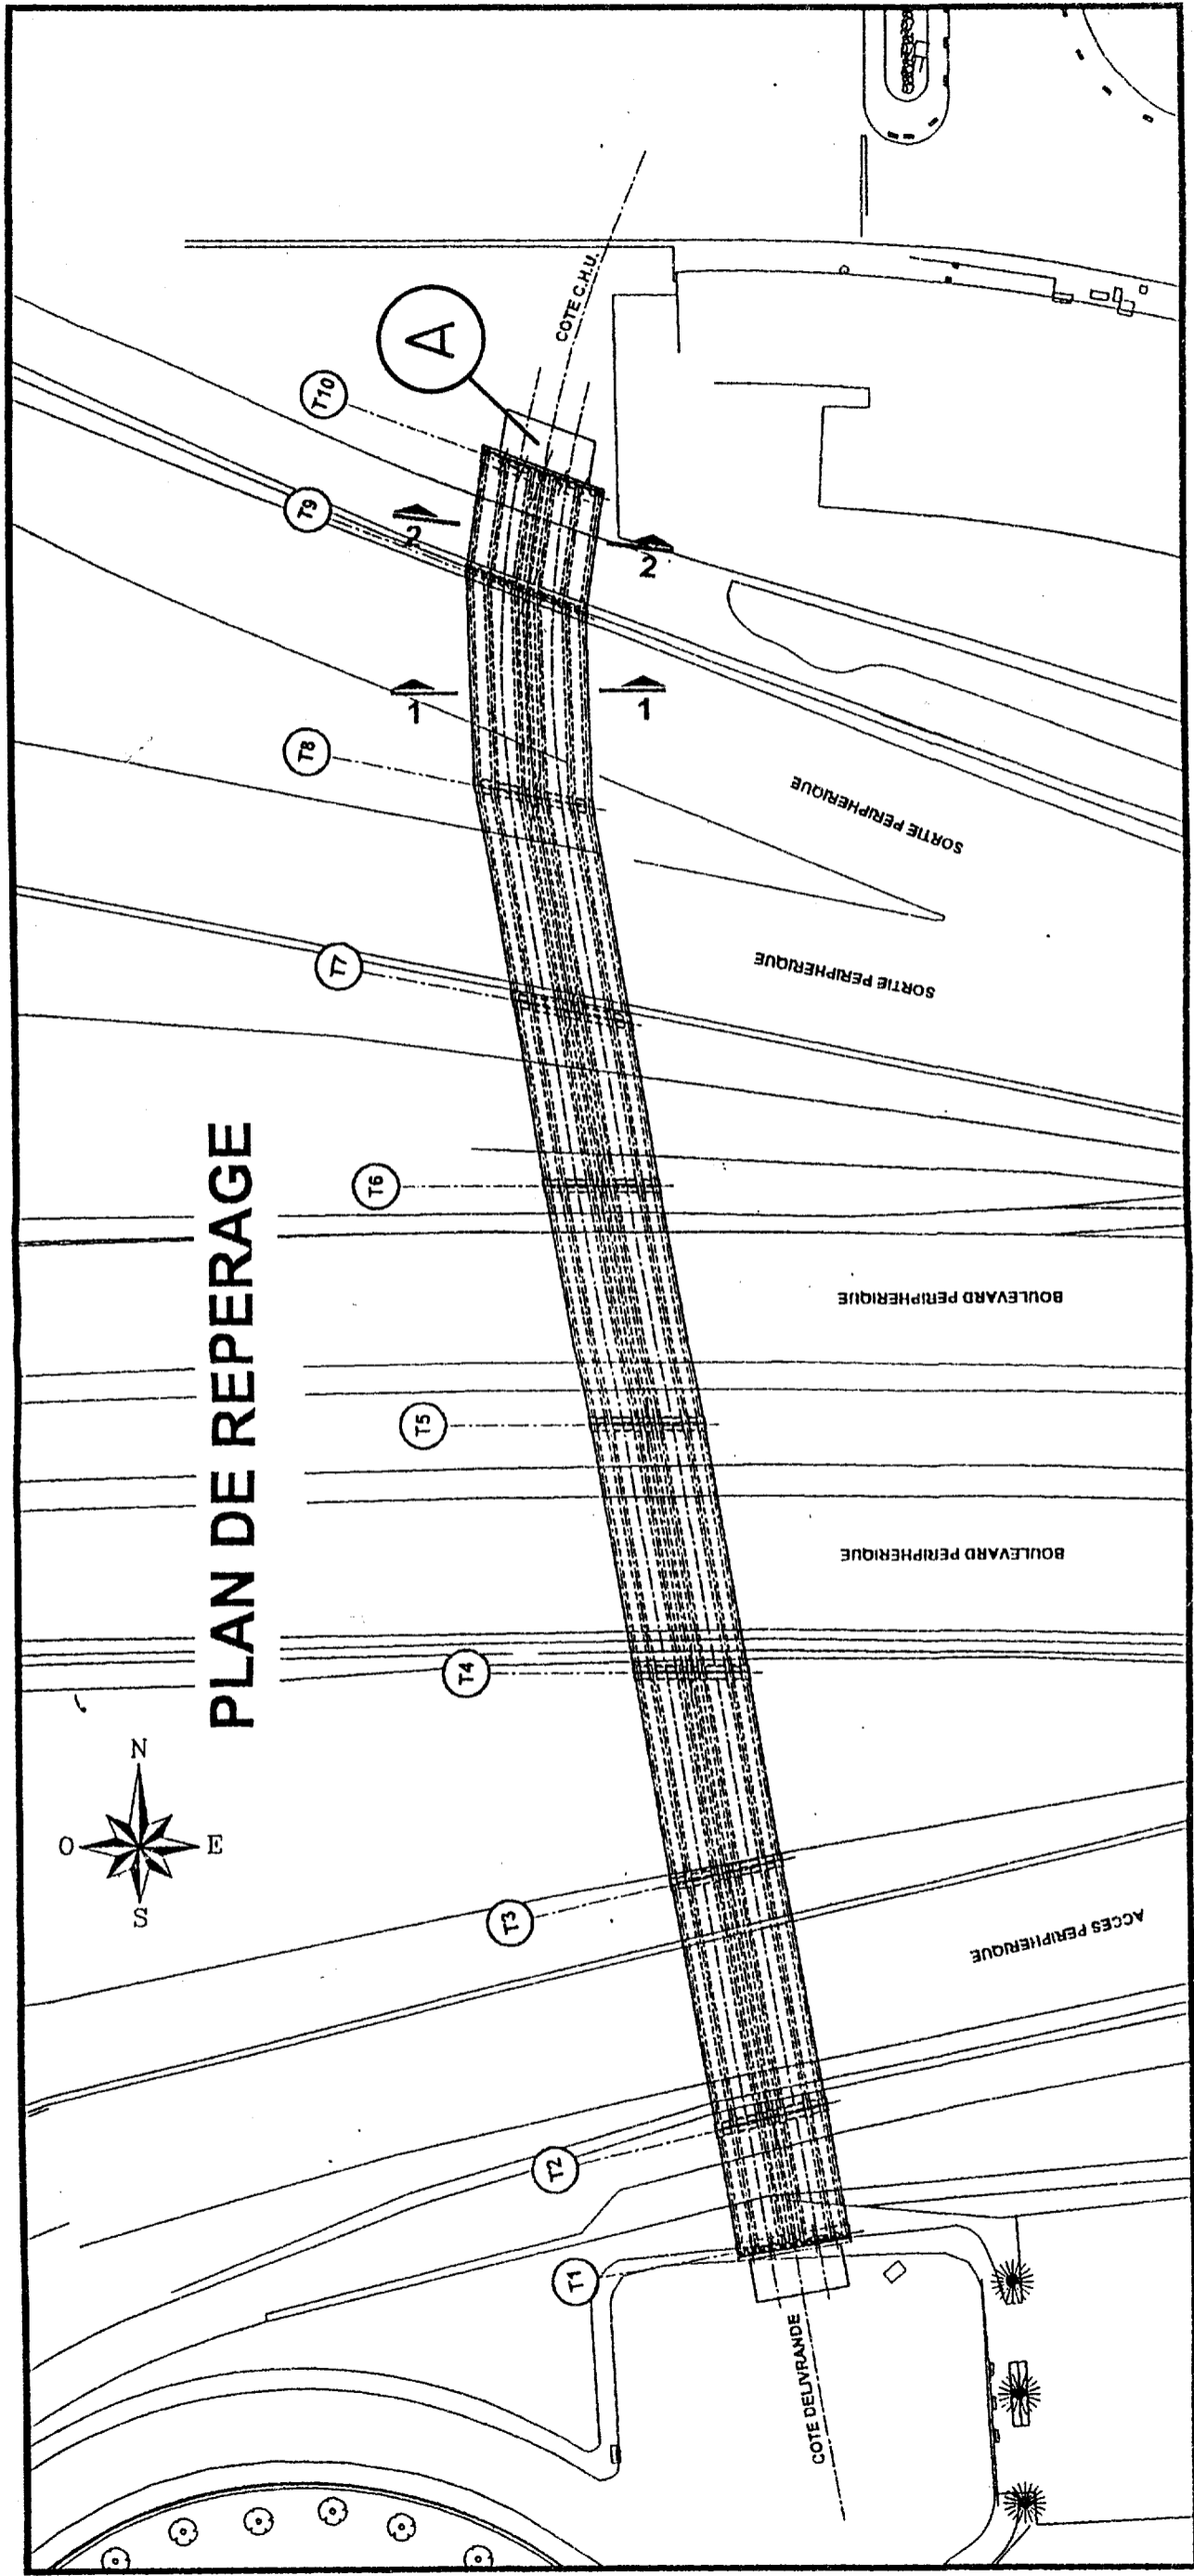 PLAN DE REPERAGE
N
O
E
S
COTE C.H.U.
A
T10
T9
2
2
1
1
T8
SORTIE PERIPHERIQUE
SORTIE PERIPHERIQUE
T7
T6
BOULEVARD PERIPHERIQUE
T5
BOULEVARD PERIPHERIQUE
T4
T3
ACCES PERIPHERIQUE
T2
T1
COTE DELIVRANDE